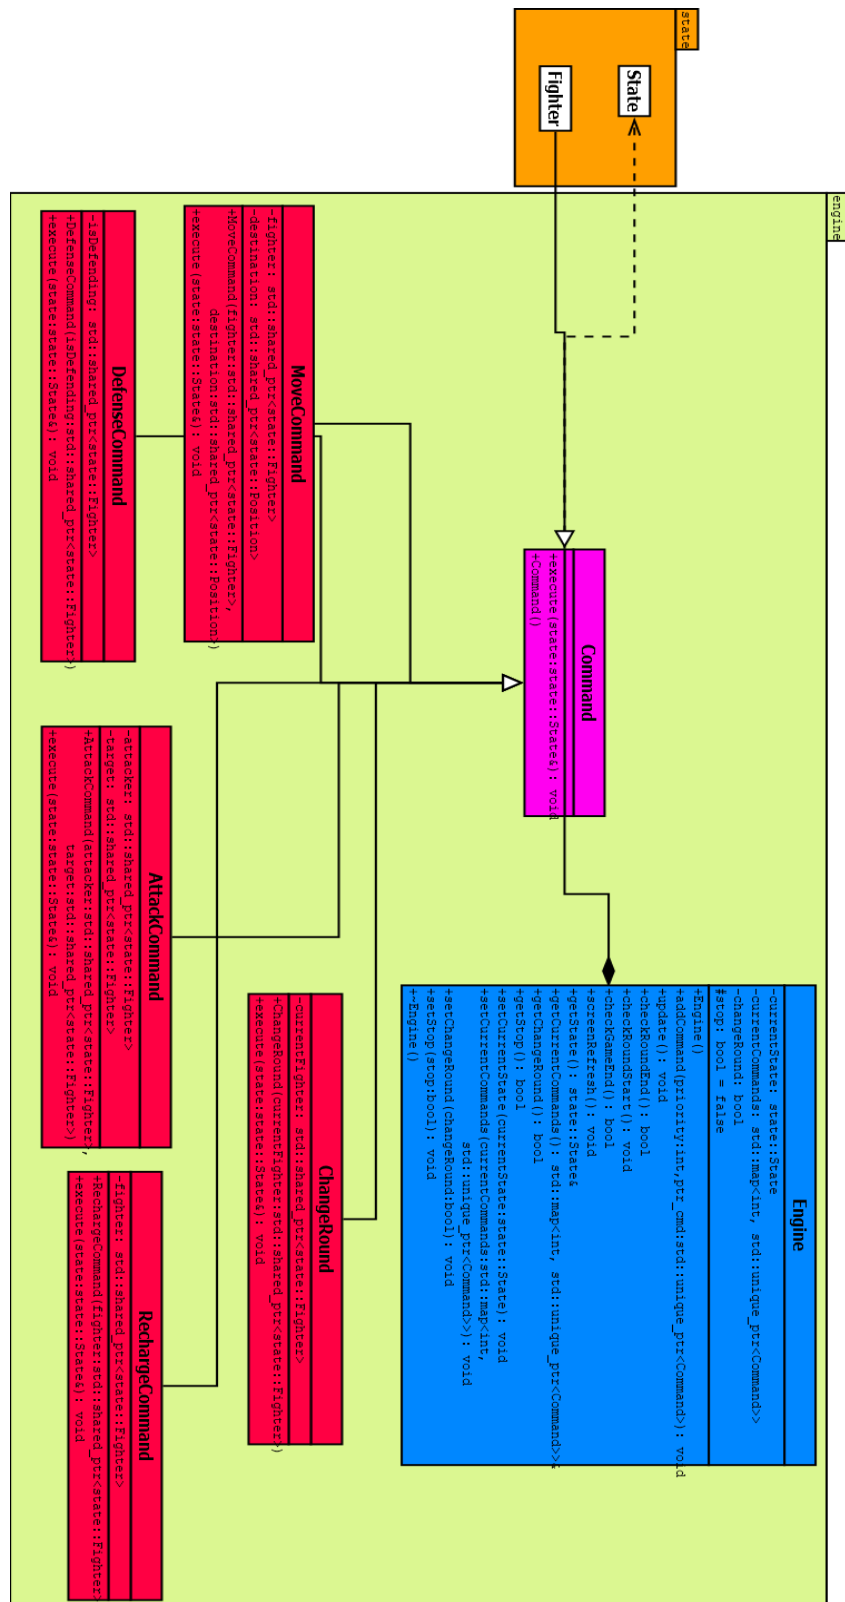 state
State
Fighter
engine
Command
+execute(state:state::State&): void
+Command()
Engine
-currentState: state::State
-currentCommands: std::map<int, std::unique_ptr<Command>>
-changeRound: bool
#stop: bool = false
+Engine()
+addCommand(priority:int,ptr_cmd:std::unique_ptr<Command>): void
+update(): void
+checkRoundEnd(): bool
+checkRoundStart(): void
+checkGameEnd(): bool
+screenRefresh(): void
+getState(): state::State&
+getCurrentCommands(): std::map<int, std::unique_ptr<Command>>&
+getChangeRound(): bool
+getStop(): bool
+setCurrentState(currentState:state::State): void
+setCurrentCommands(currentCommands:std::map<int,
std::unique_ptr<Command>>): void
+setChangeRound(changeRound:bool): void
+setStop(stop:bool): void
+~Engine()
MoveCommand
-fighter: std::shared_ptr<state::Fighter>
-destination: std::shared_ptr<state::Position>
+MoveCommand(fighter:std::shared_ptr<state::Fighter>,
destination:std::shared_ptr<state::Position>)
+execute(state:state::State&): void
DefenseCommand
-isDefending: std::shared_ptr<state::Fighter>
+DefenseCommand(isDefending:std::shared_ptr<state::Fighter>)
+execute(state:state::State&): void
AttackCommand
-attacker: std::shared_ptr<state::Fighter>
-target: std::shared_ptr<state::Fighter>
+AttackCommand(attacker:std::shared_ptr<state::Fighter>,
target:std::shared_ptr<state::Fighter>)
+execute(state:state::State&): void
ChangeRound
-currentFighter: std::shared_ptr<state::Fighter>
+ChangeRound(currentFighter:std::shared_ptr<state::Fighter>)
+execute(state:state::State&): void
RechargeCommand
-fighter: std::shared_ptr<state::Fighter>
+RechargeCommand(fighter:std::shared_ptr<state::Fighter>
+execute(state:state::State&): void